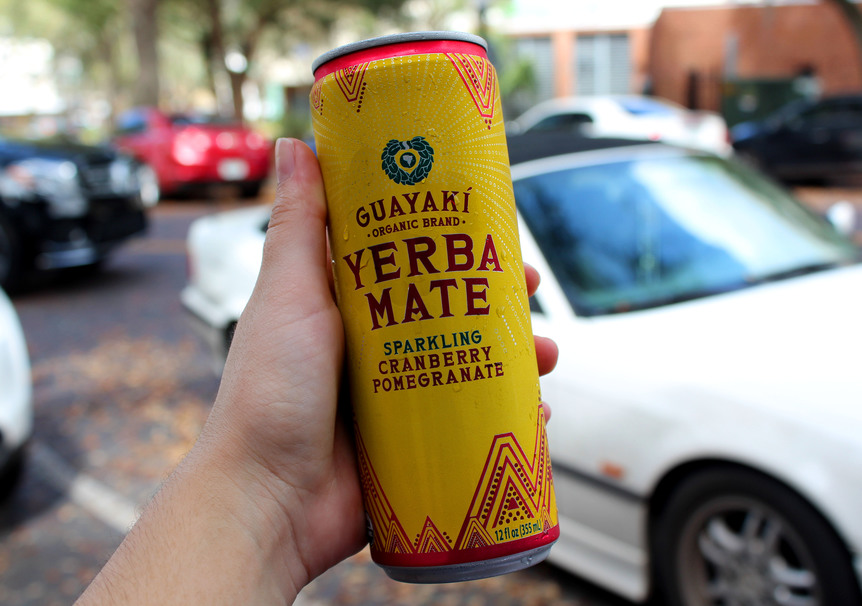 GUAYAKÍ
•ORGANIC BRAND•
YERBA
MATE
SPARKLING
CRANBERRY
POMEGRANATE
12 fl oz (355 mL)